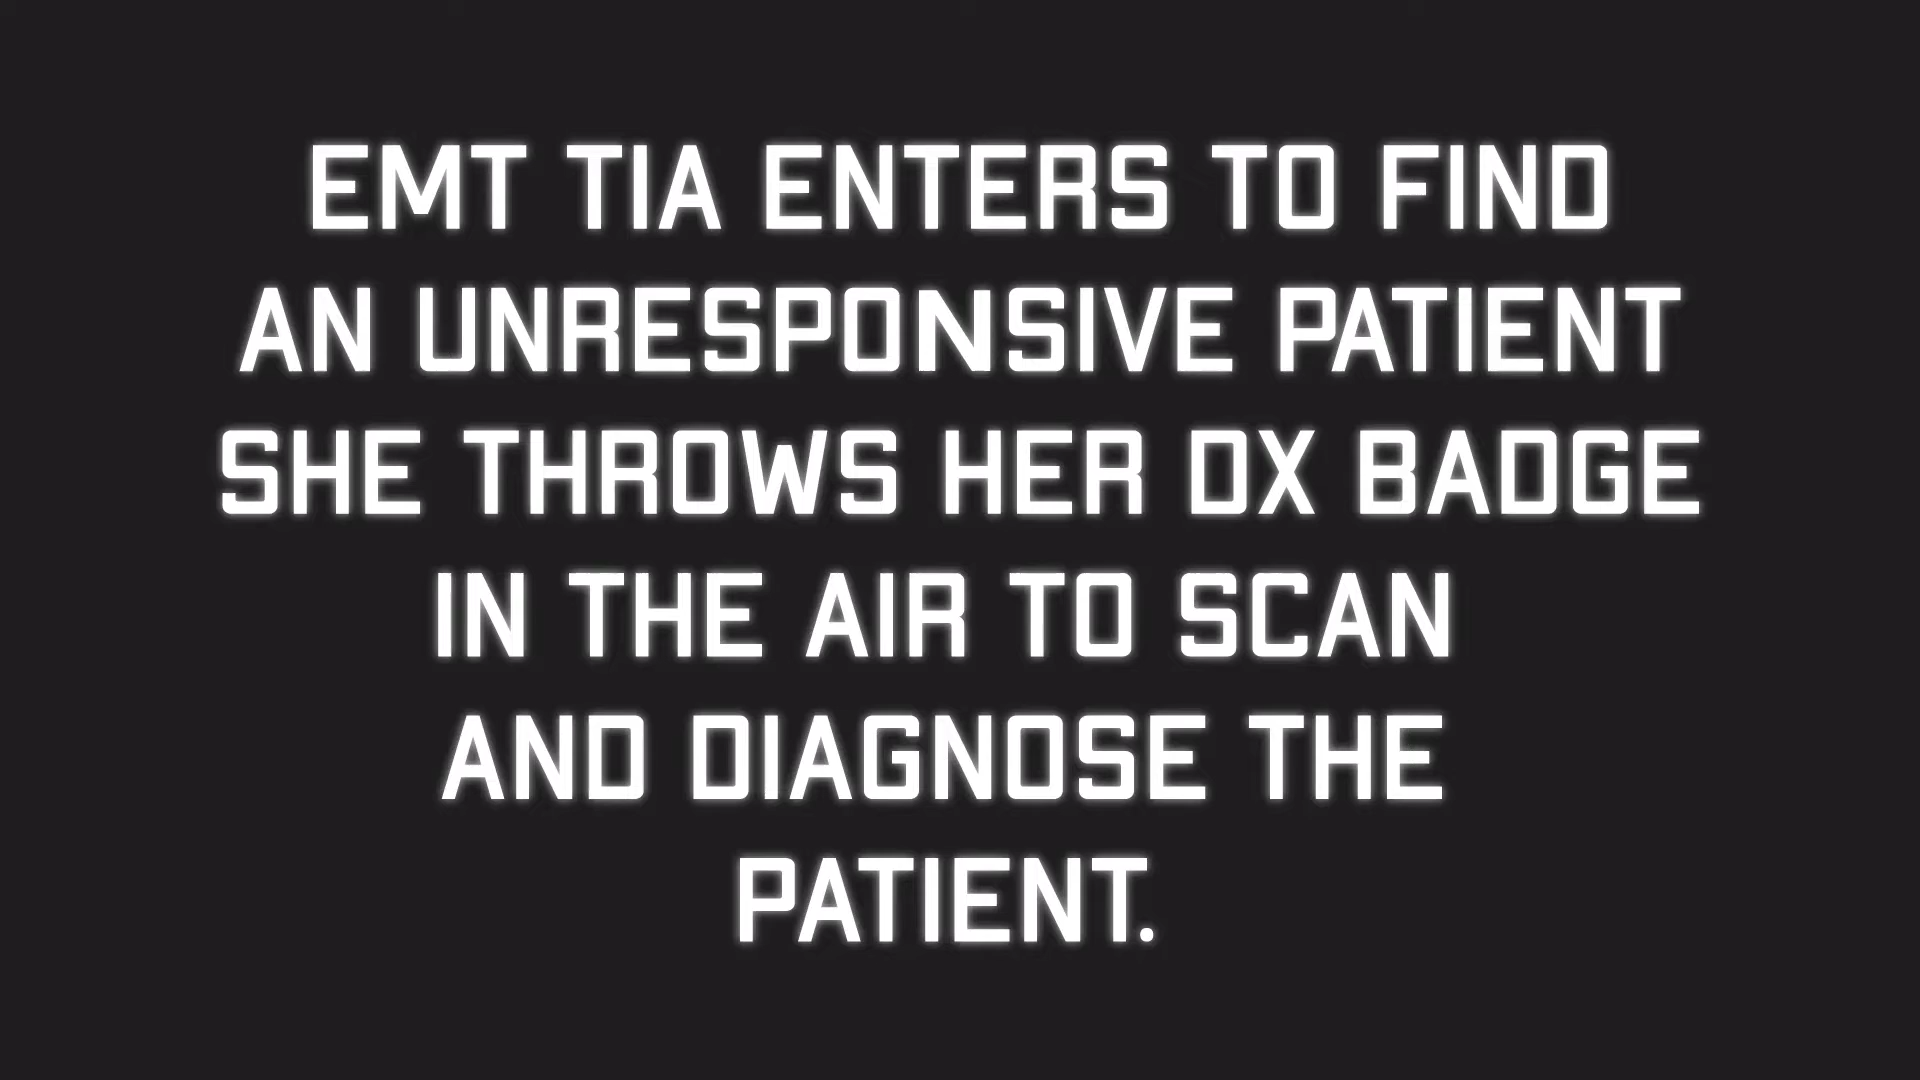 EMT TIA ENTERS TO FIND
AN UNRESPONSIVE PATIENT
SHE THROWS HER DX BADGE
IN THE AIR TO SCAN
AND DIAGNOSE THE
PATIENT.